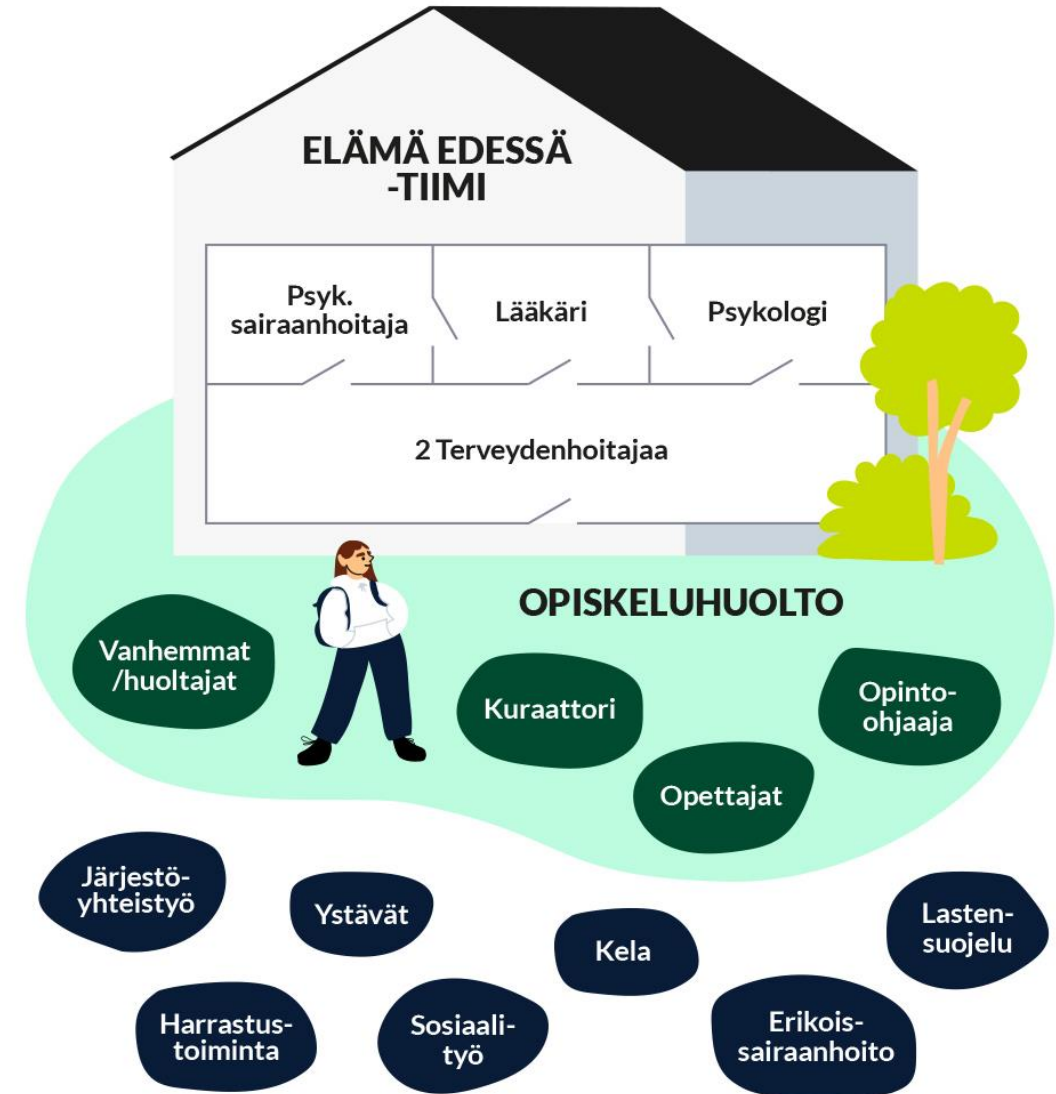 ELÄMÄ EDESSÄ
-TIIMI
Psyk.
sairaanhoitaja
Lääkäri
Psykologi
2 Terveydenhoitajaa
OPISKELUHUOLTO
Vanhemmat
/huoltajat
Kuraattori
Opinto-
ohjaaja
Opettajat
Järjestö-
yhteistyö
Ystävät
Kela
Lasten-
suojelu
Harrastus-
toiminta
Sosiaali-
työ
Erikois-
sairaanhoito